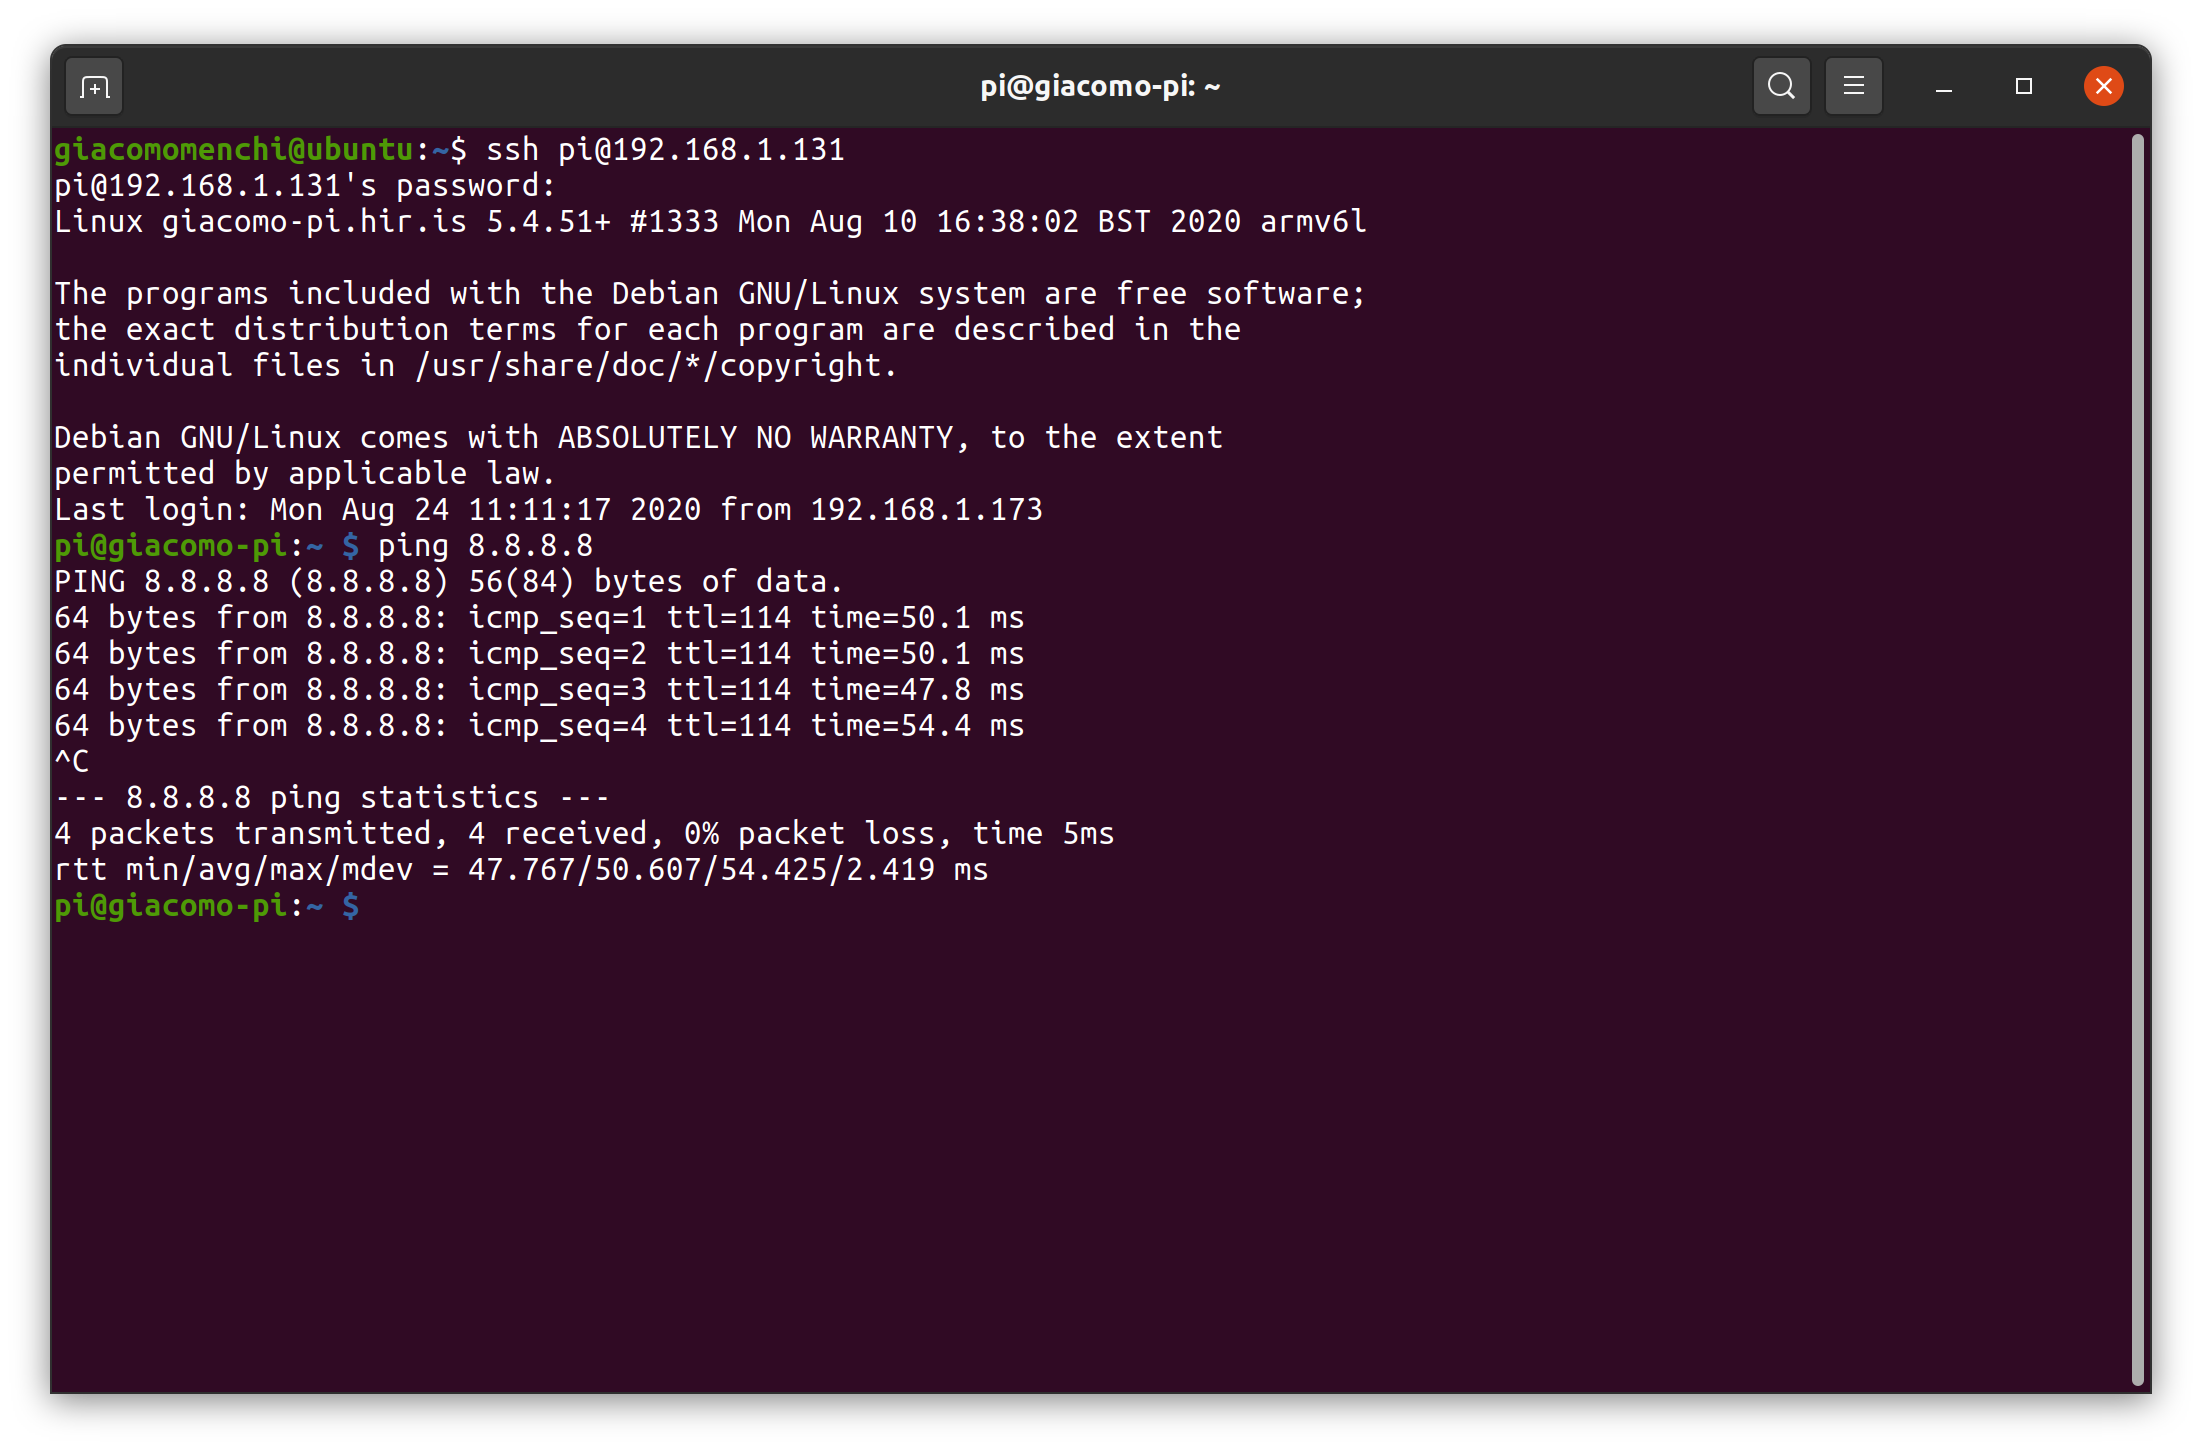 pi@giacomo-pi: ~
giacomomenchi@ubuntu:~$ ssh pi@192.168.1.131
pi@192.168.1.131's password:
Linux giacomo-pi.hir.is 5.4.51+ #1333 Mon Aug 10 16:38:02 BST 2020 armv6l

The programs included with the Debian GNU/Linux system are free software;
the exact distribution terms for each program are described in the
individual files in /usr/share/doc/*/copyright.

Debian GNU/Linux comes with ABSOLUTELY NO WARRANTY, to the extent
permitted by applicable law.
Last login: Mon Aug 24 11:11:17 2020 from 192.168.1.173
pi@giacomo-pi:~ $ ping 8.8.8.8
PING 8.8.8.8 (8.8.8.8) 56(84) bytes of data.
64 bytes from 8.8.8.8: icmp_seq=1 ttl=114 time=50.1 ms
64 bytes from 8.8.8.8: icmp_seq=2 ttl=114 time=50.1 ms
64 bytes from 8.8.8.8: icmp_seq=3 ttl=114 time=47.8 ms
64 bytes from 8.8.8.8: icmp_seq=4 ttl=114 time=54.4 ms
^C
--- 8.8.8.8 ping statistics ---
4 packets transmitted, 4 received, 0% packet loss, time 5ms
rtt min/avg/max/mdev = 47.767/50.607/54.425/2.419 ms
pi@giacomo-pi:~ $